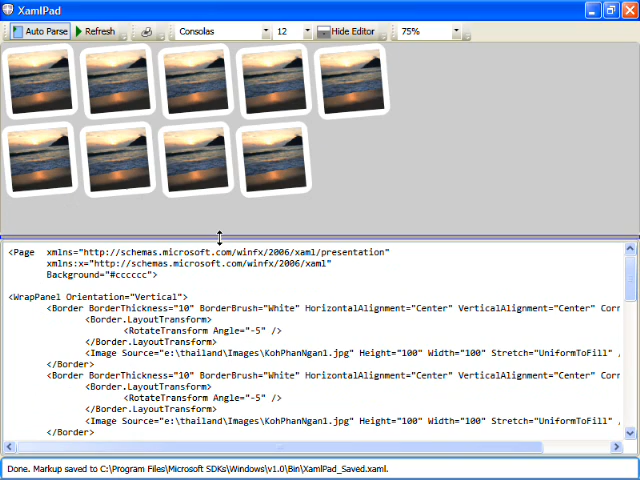 XamlPad
Auto Parse Refresh Consolas 12 Hide Editor 75%
<Page xmlns="http://schemas.microsoft.com/winfx/2006/xaml/presentation"
xmlns:x="http://schemas.microsoft.com/winfx/2006/xaml"
Background="#cccccc">
<WrapPanel Orientation="Vertical">
<Border BorderThickness="10" BorderBrush="White" HorizontalAlignment="Center" VerticalAlignment="Center" Corr
<Border.LayoutTransform>
<RotateTransform Angle="-5" />
</Border.LayoutTransform>
<Image Source="e:\thailand\Images\KohPhanNgan1.jpg" Height="100" Width="100" Stretch="UniformToFill" /
</Border>
<Border BorderThickness="10" BorderBrush="White" HorizontalAlignment="Center" VerticalAlignment="Center" Corr
<Border.LayoutTransform>
<RotateTransform Angle="-5" />
</Border.LayoutTransform>
<Image Source="e:\thailand\Images\KohPhanNgan1.jpg" Height="100" Width="100" Stretch="UniformToFill" /
</Border>
Done. Markup saved to C:\Program Files\Microsoft SDKs\Windows\v1.0\Bin\XamlPad_Saved.xaml.